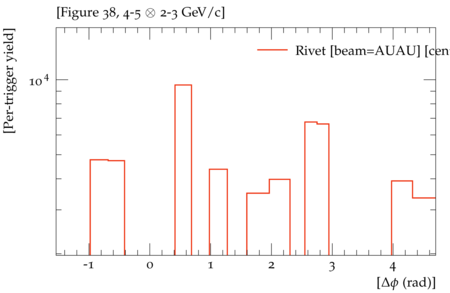 [Figure 38, 4-5 ⊗ 2-3 GeV/c]
[Per-trigger yield]
Rivet [beam=AUAU] [cen
10⁴
-1 0 1 2 3 4
[Δϕ (rad)]